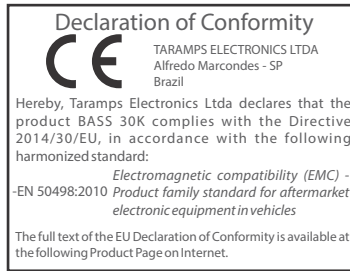 Declaration of Conformity
CE
TARAMPS ELECTRONICS LTDA
Alfredo Marcondes - SP
Brazil
Hereby, Taramps Electronics Ltda declares that the
product BASS 30K complies with the Directive
2014/30/EU, in accordance with the following
harmonized standard:
Electromagnetic compatibility (EMC) -
-EN 50498:2010 Product family standard for aftermarket
electronic equipment in vehicles
The full text of the EU Declaration of Conformity is available at
the following Product Page on Internet.